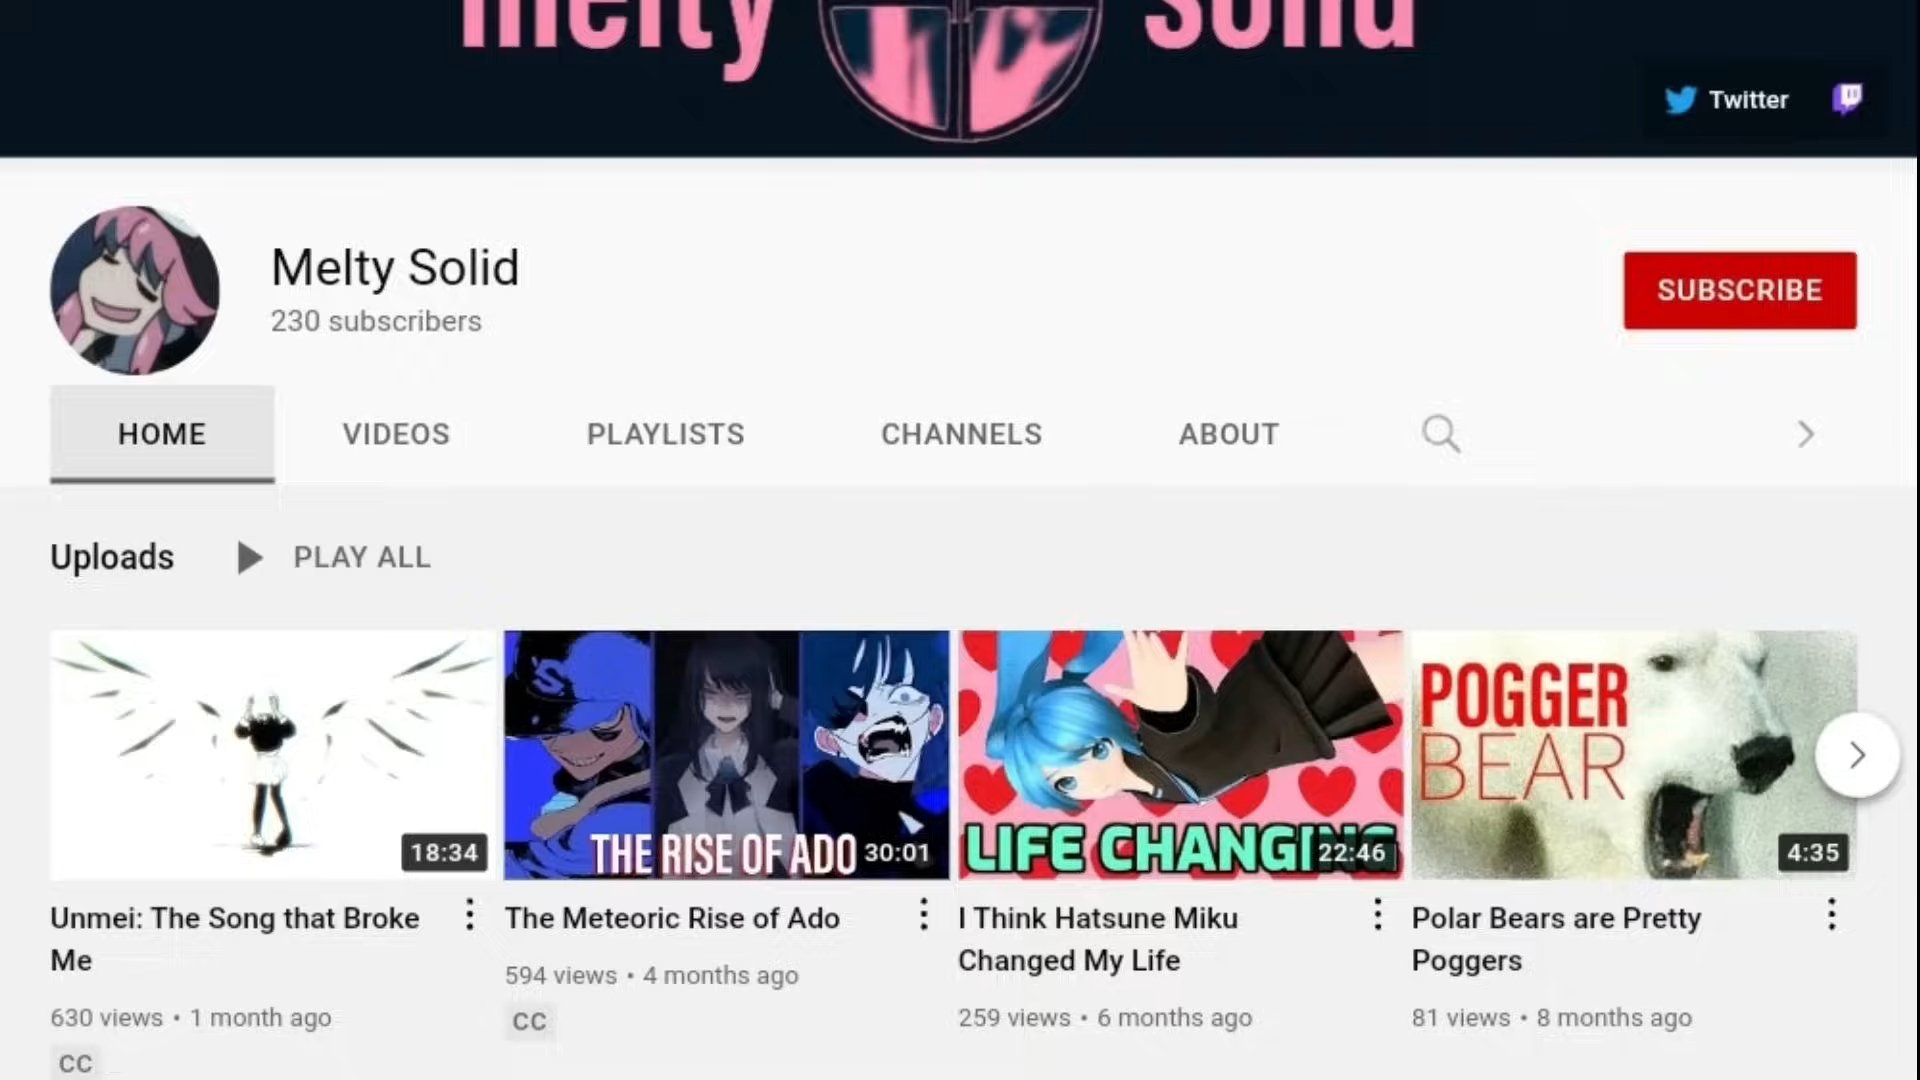 melty solid
Twitter
Melty Solid
230 subscribers
SUBSCRIBE
HOME VIDEOS PLAYLISTS CHANNELS ABOUT
Uploads PLAY ALL
18:34
THE RISE OF ADO 30:01
LIFE CHANGING 22:46
POGGER
BEAR
4:35
Unmei: The Song that Broke
Me
630 views • 1 month ago
CC
The Meteoric Rise of Ado
594 views • 4 months ago
CC
I Think Hatsune Miku
Changed My Life
259 views • 6 months ago
Polar Bears are Pretty
Poggers
81 views • 8 months ago